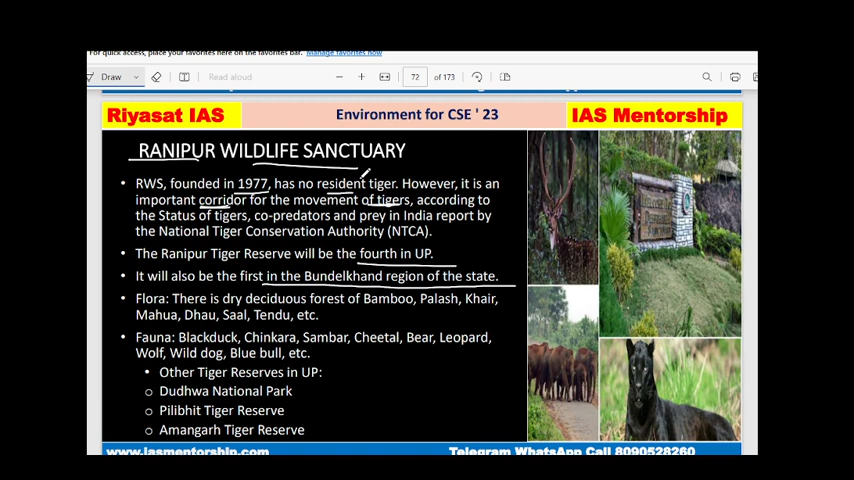 For quick access, place your favorites here on the favorites bar. Manage favorites now
Draw
Read aloud
72 of 173
Riyasat IAS
Environment for CSE ' 23
IAS Mentorship
RANIPUR WILDLIFE SANCTUARY
• RWS, founded in 1977, has no resident tiger. However, it is an
important corridor for the movement of tigers, according to
the Status of tigers, co-predators and prey in India report by
the National Tiger Conservation Authority (NTCA).
• The Ranipur Tiger Reserve will be the fourth in UP.
• It will also be the first in the Bundelkhand region of the state.
• Flora: There is dry deciduous forest of Bamboo, Palash, Khair,
Mahua, Dhau, Saal, Tendu, etc.
• Fauna: Blackduck, Chinkara, Sambar, Cheetal, Bear, Leopard,
Wolf, Wild dog, Blue bull, etc.
• Other Tiger Reserves in UP:
o Dudhwa National Park
o Pilibhit Tiger Reserve
o Amangarh Tiger Reserve
www.iasmentorship.com
Telegram WhatsApp Call 8090528260